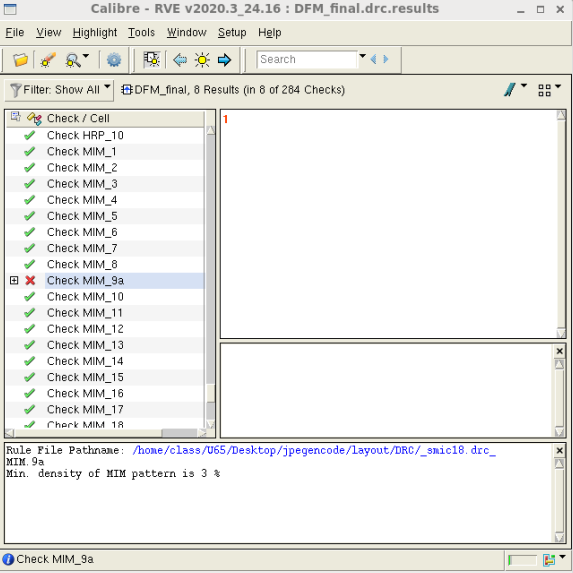 Calibre - RVE v2020.3_24.16 : DFM_final.drc.results
File View Highlight Tools Window Setup Help
Search
Filter: Show All DFM_final, 8 Results (in 8 of 284 Checks)
Check / Cell
Check HRP_10
Check MIM_1
Check MIM_2
Check MIM_3
Check MIM_4
Check MIM_5
Check MIM_6
Check MIM_7
Check MIM_8
Check MIM_9a
Check MIM_10
Check MIM_11
Check MIM_12
Check MIM_13
Check MIM_14
Check MIM_15
Check MIM_16
Check MIM_17
Check MIM_18
1
Rule File Pathname: /home/class/U65/Desktop/jpegencode/layout/DRC/_smic18.drc_
MIM.9a
Min. density of MIM pattern is 3 %
Check MIM_9a